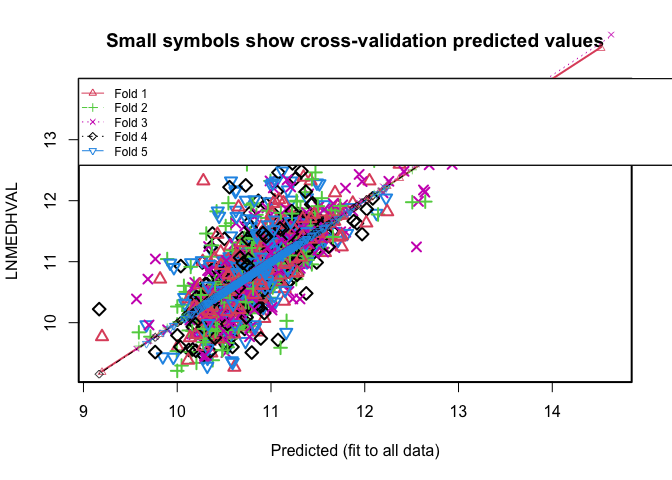 Small symbols show cross-validation predicted values
Fold 1
Fold 2
Fold 3
Fold 4
Fold 5
LNMEDHVAL
13
12
11
10
9
10
11
12
13
14
Predicted (fit to all data)